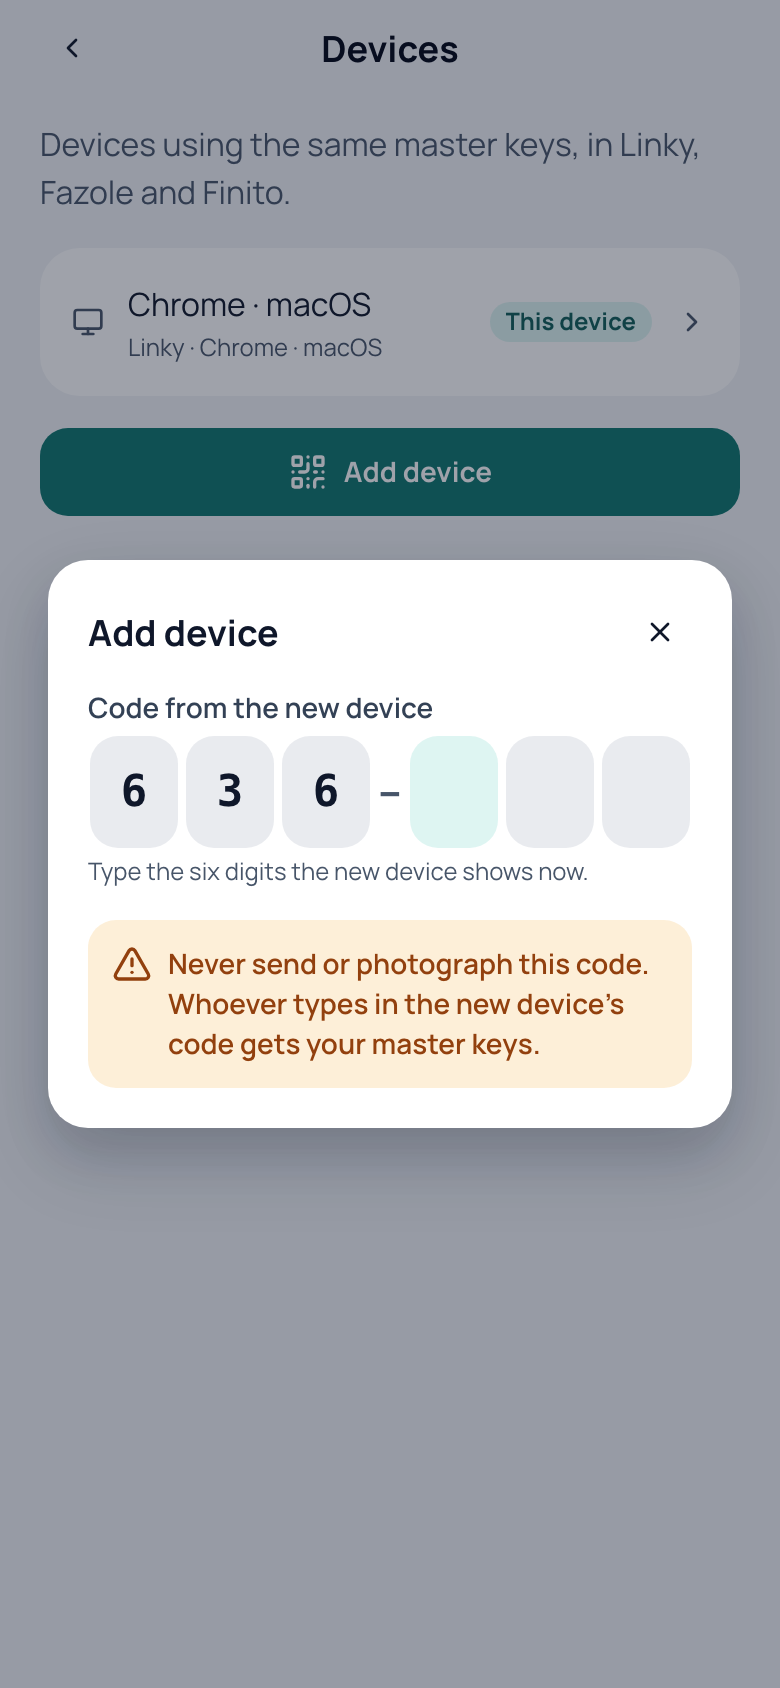 Devices
Devices using the same master keys, in Linky,
Fazole and Finito.
Chrome · macOS
This device
Linky · Chrome · macOS
Add device
Add device
Code from the new device
6 3 6 –
Type the six digits the new device shows now.
Never send or photograph this code.
Whoever types in the new device’s
code gets your master keys.